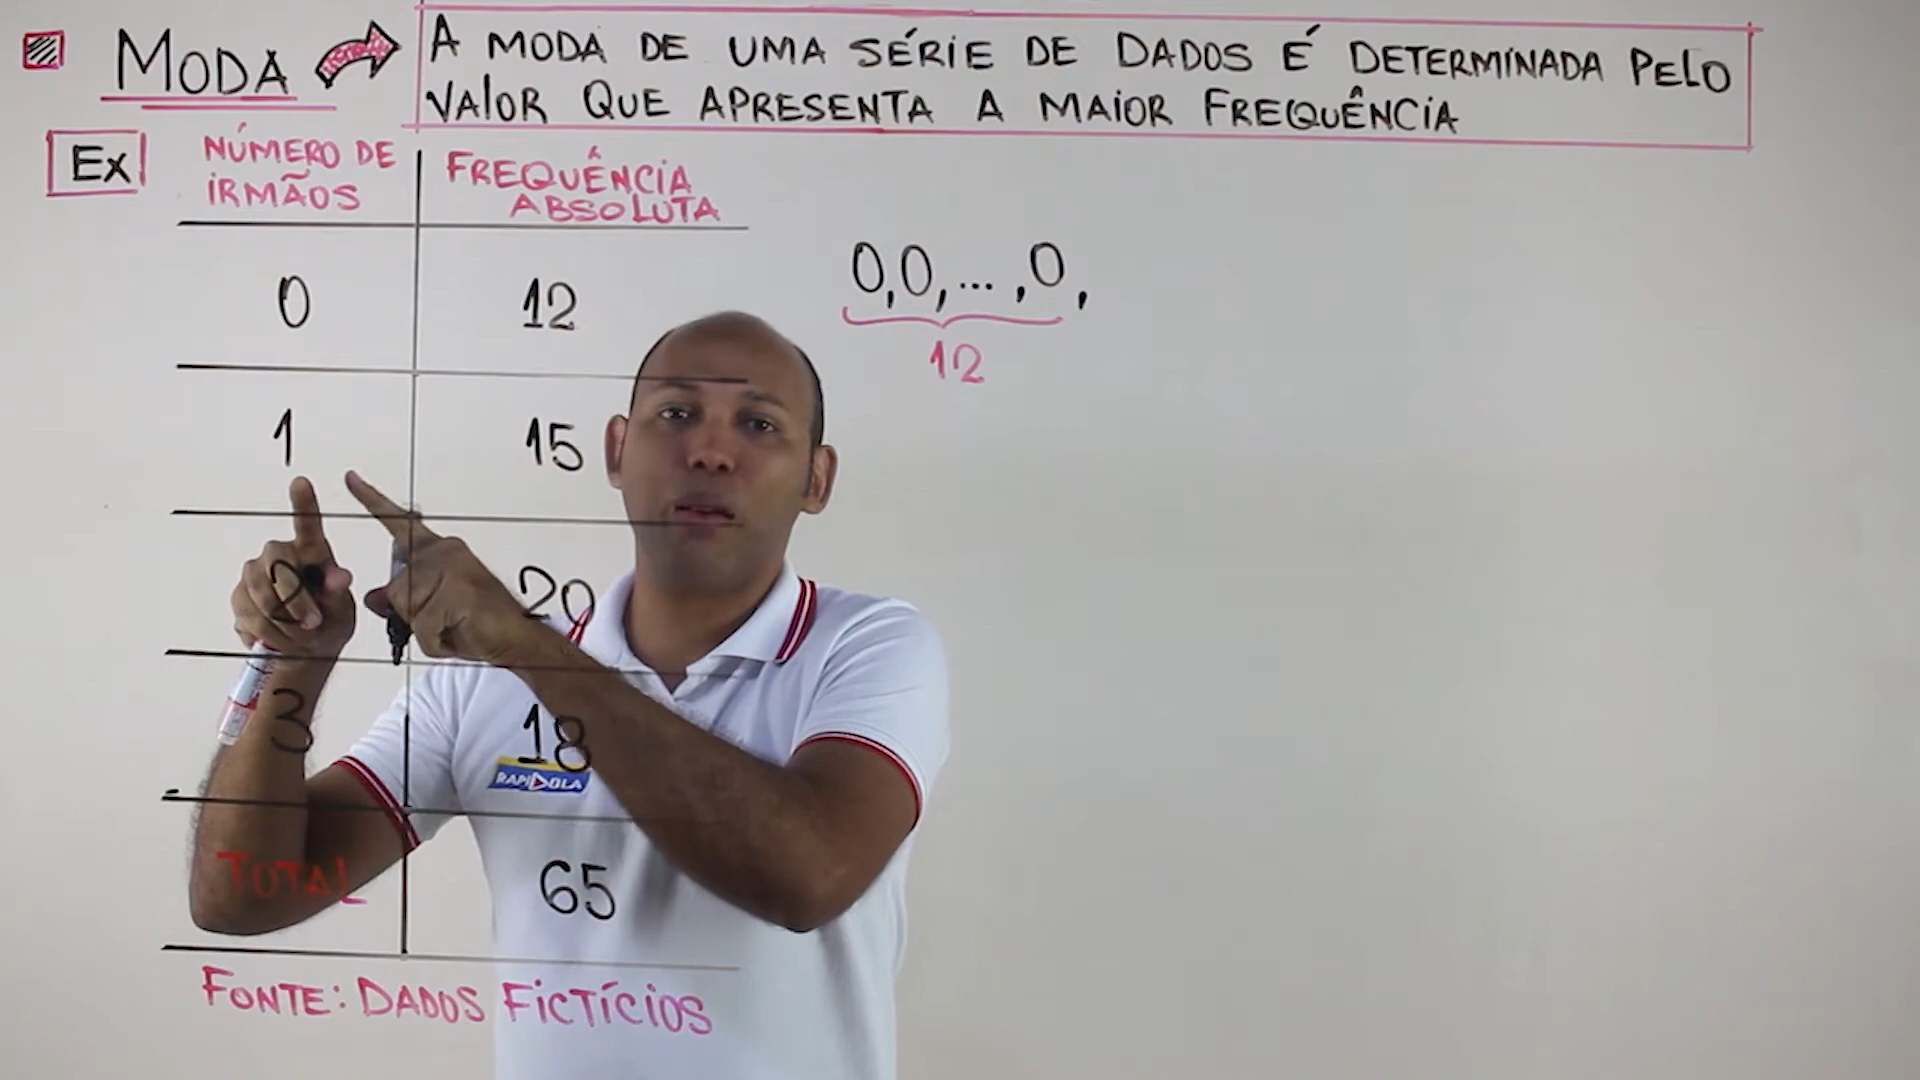 MODA
A MODA DE UMA SÉRIE DE DADOS É DETERMINADA PELO
VALOR QUE APRESENTA A MAIOR FREQUÊNCIA
Ex
NÚMERO DE IRMÃOS
FREQUÊNCIA ABSOLUTA
0 12
1 15
2 20
3 18
TOTAL 65
FONTE: DADOS FICTÍCIOS
0,0,...,0,
12
RAPIDOLA